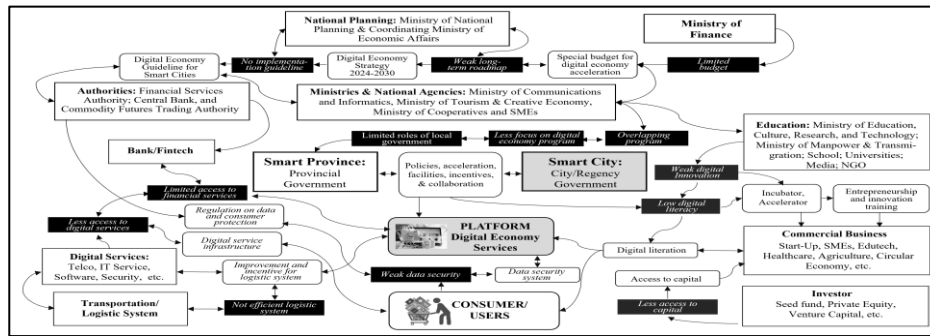 National Planning: Ministry of National
Planning & Coordinating Ministry of
Economic Affairs
Ministry of
Finance
Digital Economy
Guideline for
Smart Cities
No implementa-
tion guideline
Digital Economy
Strategy
2024-2030
Weak long-
term roadmap
Special budget for
digital economy
acceleration
Limited
budget
Authorities: Financial Services
Authority; Central Bank, and
Commodity Futures Trading Authority
Ministries & National Agencies: Ministry of Communications
and Informatics, Ministry of Tourism & Creative Economy,
Ministry of Cooperatives and SMEs
Education: Ministry of Education,
Culture, Research, and Technology;
Ministry of Manpower & Transmi-
gration; School; Universities;
Media; NGO
Limited roles of local
government
Less focus on digital
economy program
Overlapping
program
Bank/Fintech
Smart Province:
Provincial
Government
Policies, acceleration,
facilities, incentives,
& collaboration
Smart City:
City/Regency
Government
Weak digital
Innovation
Limited access to
financial services
Low digital
literacy
Incubator,
Accelerator
Entrepreneurship
and innovation
training
Less access to
digital services
Regulation on data
and consumer
protection
PLATFORM
Digital Economy
Services
Commercial Business
Start-Up, SMEs, Edutech,
Healthcare, Agriculture, Circular
Economy, etc.
Digital service
infrastructure
Digital literation
Digital Services:
Telco, IT Service,
Software, Security, etc.
Improvement and
incentive for
logistic system
Weak data security
Data security
system
Access to capital
Transportation/
Logistic System
Not efficient logistic
system
CONSUMER/
USERS
Less access to
capital
Investor
Seed fund, Private Equity,
Venture Capital, etc.